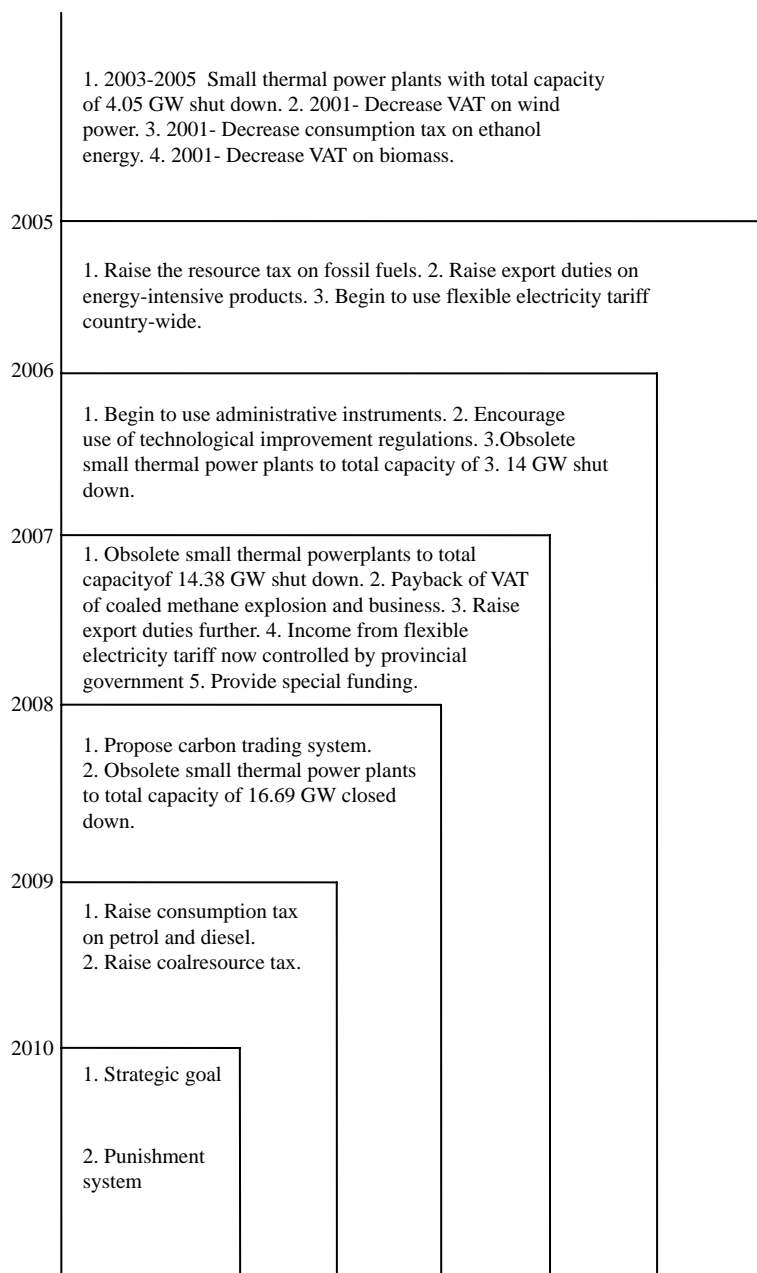 1. 2003-2005  Small thermal power plants with total capacity
of 4.05 GW shut down. 2. 2001- Decrease VAT on wind
power. 3. 2001- Decrease consumption tax on ethanol
energy. 4. 2001- Decrease VAT on biomass.
2005
1. Raise the resource tax on fossil fuels. 2. Raise export duties on
energy-intensive products. 3. Begin to use flexible electricity tariff
country-wide.
2006
1. Begin to use administrative instruments. 2. Encourage
use of technological improvement regulations. 3.Obsolete
small thermal power plants to total capacity of 3. 14 GW shut
down.
2007
1. Obsolete small thermal powerplants to total
capacityof 14.38 GW shut down. 2. Payback of VAT
of coaled methane explosion and business. 3. Raise
export duties further. 4. Income from flexible
electricity tariff now controlled by provincial
government 5. Provide special funding.
2008
1. Propose carbon trading system.
2. Obsolete small thermal power plants
to total capacity of 16.69 GW closed
down.
2009
1. Raise consumption tax
on petrol and diesel.
2. Raise coalresource tax.
2010
1. Strategic goal
2. Punishment
system